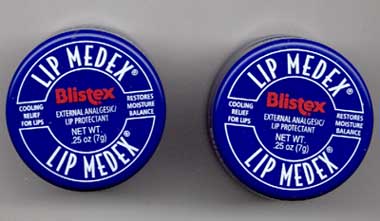 LIP MEDEX®
Blistex
COOLING
RELIEF
FOR LIPS
EXTERNAL ANALGESIC/
LIP PROTECTANT
RESTORES
MOISTURE
BALANCE
NET WT.
.25 oz (7g)
LIP MEDEX®
LIP MEDEX®
Blistex
COOLING
RELIEF
FOR LIPS
EXTERNAL ANALGESIC/
LIP PROTECTANT
RESTORES
MOISTURE
BALANCE
NET WT.
.25 oz (7g)
LIP MEDEX®